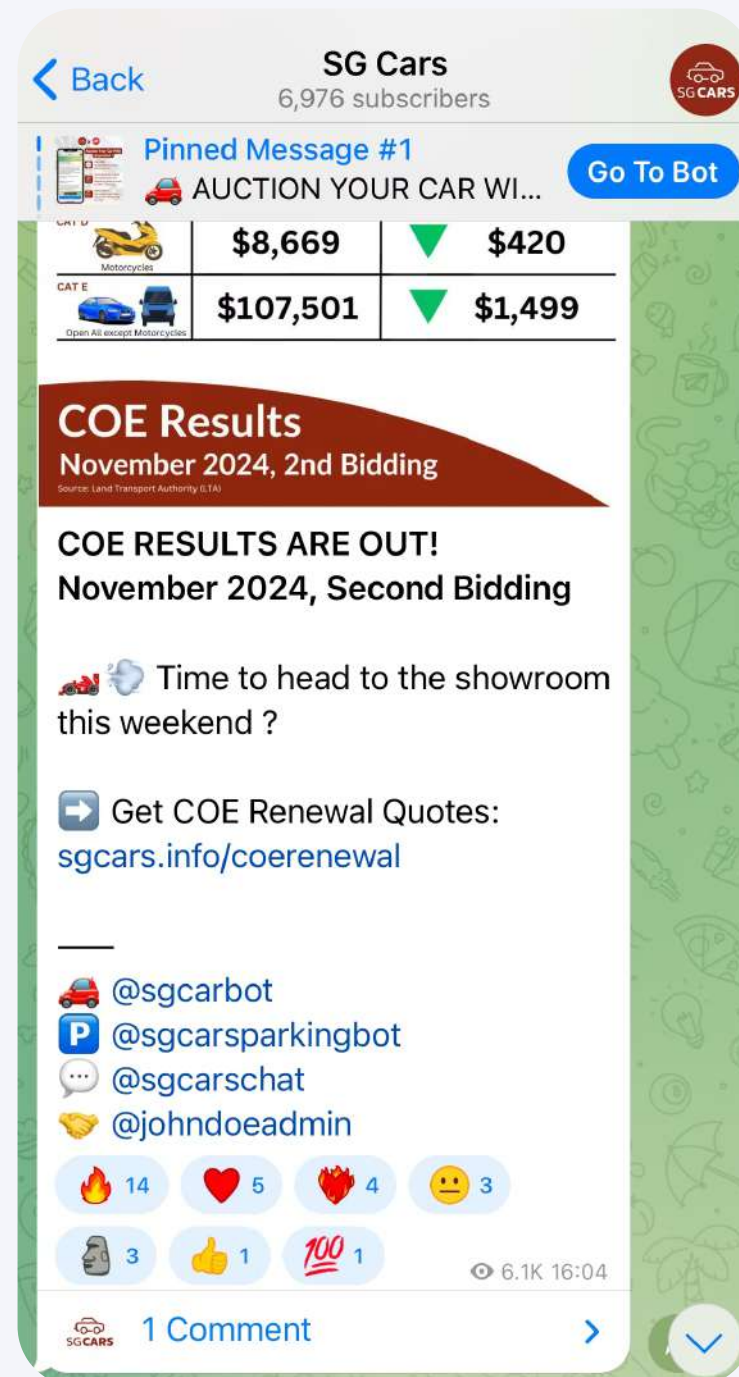 Back
SG Cars
6,976 subscribers
SG CARS
Pinned Message #1
AUCTION YOUR CAR WI...
Go To Bot
CAT D
Motorcycles
$8,669
$420
CAT E
Open All except Motorcycles
$107,501
$1,499
COE Results
November 2024, 2nd Bidding
Source: Land Transport Authority (LTA)
COE RESULTS ARE OUT!
November 2024, Second Bidding
Time to head to the showroom
this weekend ?
Get COE Renewal Quotes:
sgcars.info/coerenewal
@sgcarbot
P @sgcarsparkingbot
@sgcarschat
@johndoeadmin
14
5
4
3
3
1
100 1
6.1K 16:04
SG CARS
1 Comment